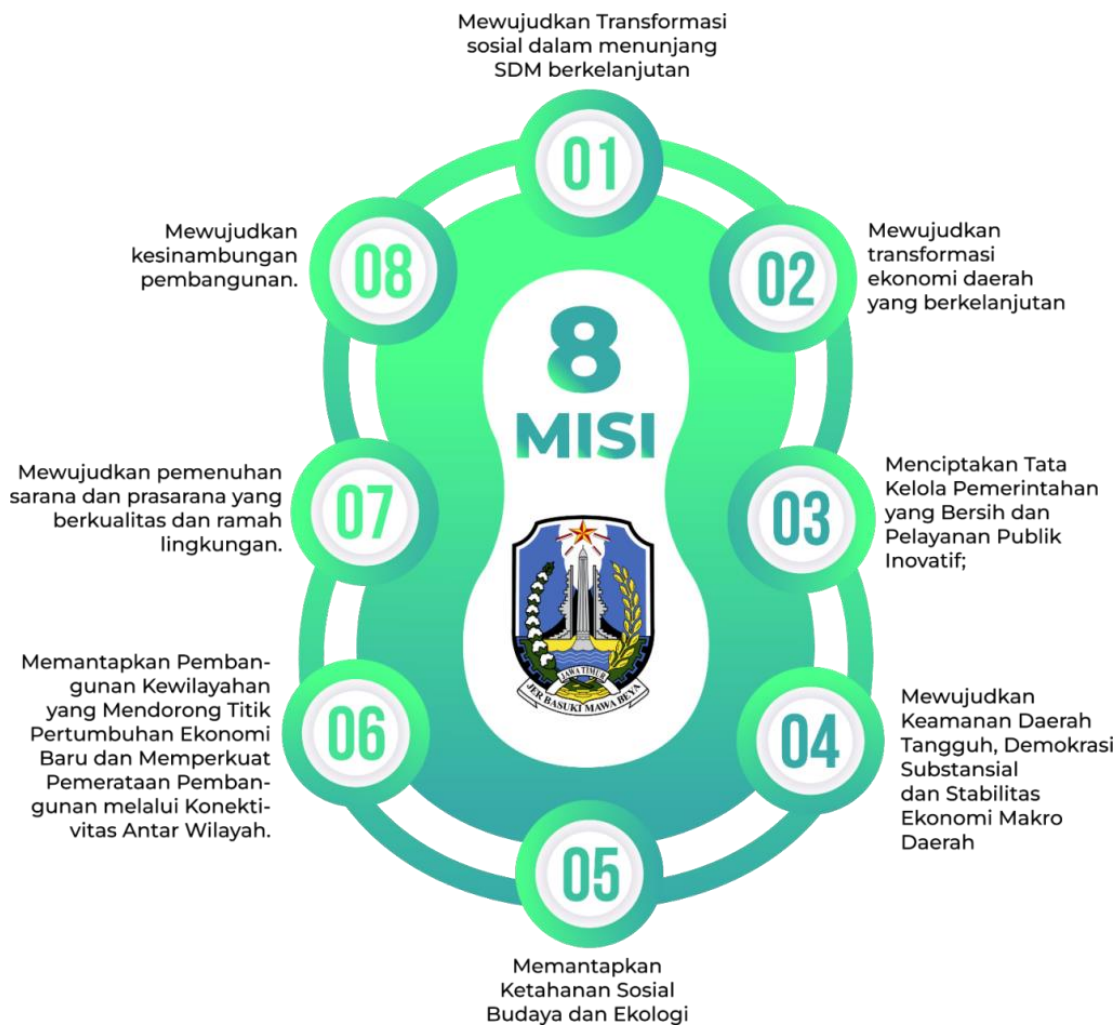 Mewujudkan Transformasi
sosial dalam menunjang
SDM berkelanjutan
01
Mewujudkan
transformasi
ekonomi daerah
yang berkelanjutan
02
Menciptakan Tata
Kelola Pemerintahan
yang Bersih dan
Pelayanan Publik
Inovatif;
03
Mewujudkan
Keamanan Daerah
Tangguh, Demokrasi
Substansial
dan Stabilitas
Ekonomi Makro
Daerah
04
05
Memantapkan
Ketahanan Sosial
Budaya dan Ekologi
Memantapkan Pemban-
gunan Kewilayahan
yang Mendorong Titik
Pertumbuhan Ekonomi
Baru dan Memperkuat
Pemerataan Pemban-
gunan melalui Konekti-
vitas Antar Wilayah.
06
Mewujudkan pemenuhan
sarana dan prasarana yang
berkualitas dan ramah
lingkungan.
07
Mewujudkan
kesinambungan
pembangunan.
08
8
MISI
JAWA TIMUR
JER BASUKI MAWA BEYA